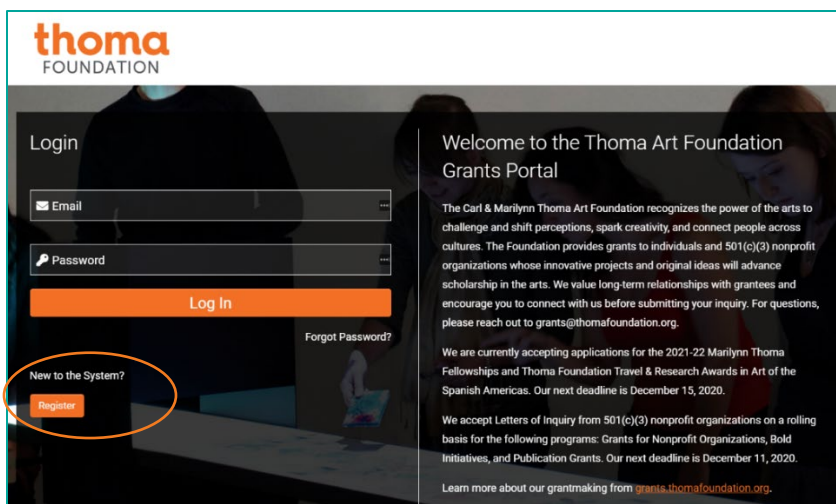 thoma
FOUNDATION
Login
Email
Password
Log In
Forgot Password?
New to the System?
Register
Welcome to the Thoma Art Foundation
Grants Portal
The Carl & Marilynn Thoma Art Foundation recognizes the power of the arts to
challenge and shift perceptions, spark creativity, and connect people across
cultures. The Foundation provides grants to individuals and 501(c)(3) nonprofit
organizations whose innovative projects and original ideas will advance
scholarship in the arts. We value long-term relationships with grantees and
encourage you to connect with us before submitting your inquiry. For questions,
please reach out to grants@thomafoundation.org.
We are currently accepting applications for the 2021-22 Marilynn Thoma
Fellowships and Thoma Foundation Travel & Research Awards in Art of the
Spanish Americas. Our next deadline is December 15, 2020.
We accept Letters of Inquiry from 501(c)(3) nonprofit organizations on a rolling
basis for the following programs: Grants for Nonprofit Organizations, Bold
Initiatives, and Publication Grants. Our next deadline is December 11, 2020.
Learn more about our grantmaking from grants.thomafoundation.org.